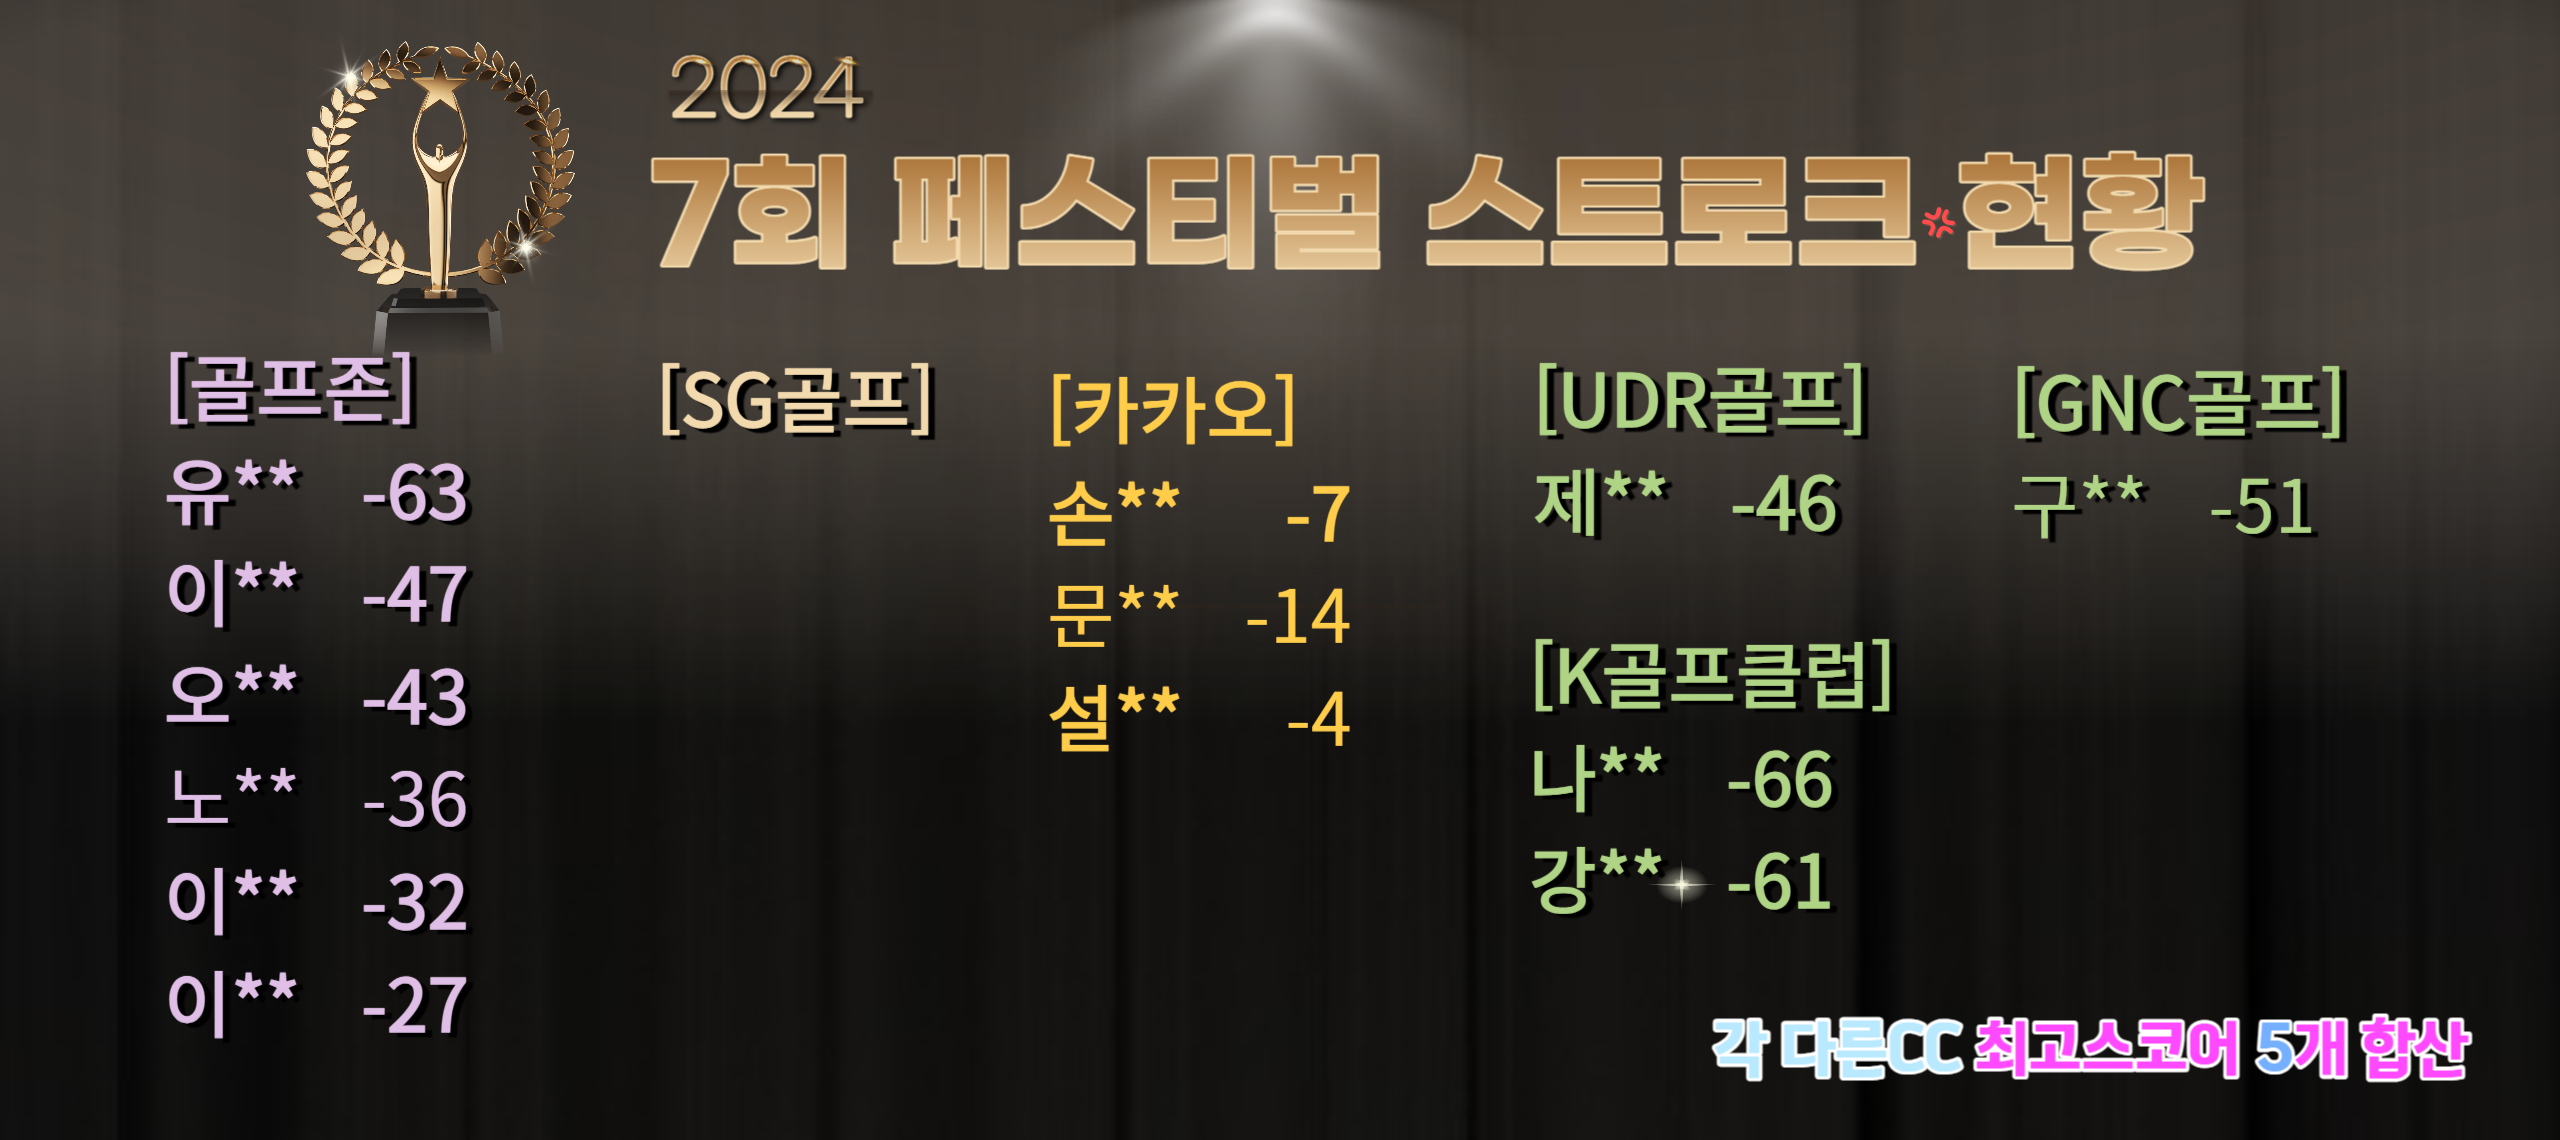 2024
7회 페스티벌 스트로크 현황
[골프존]
유** -63
이** -47
오** -43
노** -36
이** -32
이** -27
[SG골프]
[카카오]
손** -7
문** -14
설** -4
[UDR골프]
제** -46
[K골프클럽]
나** -66
강** -61
[GNC골프]
구** -51
각 다른CC 최고스코어 5개 합산